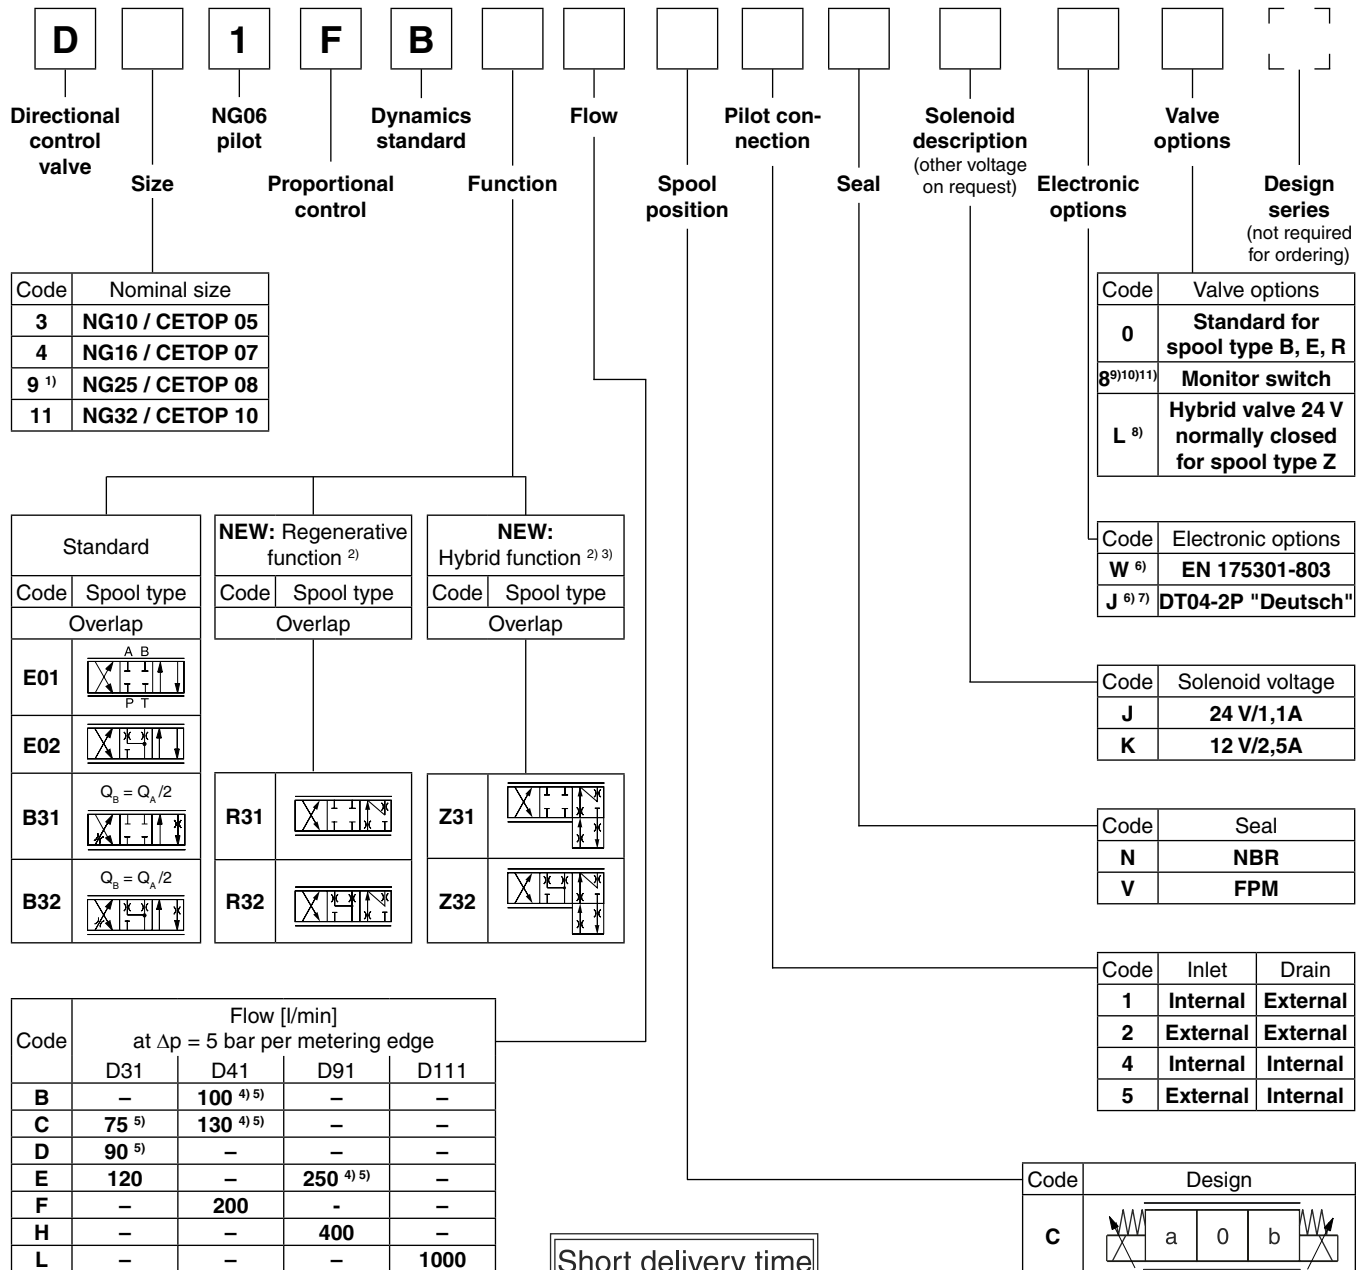 D 1 F B
Directional control valve
Size
NG06 pilot
Proportional control
Dynamics standard
Function
Flow
Spool position
Pilot con-nection
Seal
Solenoid description (other voltage on request)
Electronic options
Valve options
Design series (not required for ordering)
Code Nominal size
3 NG10 / CETOP 05
4 NG16 / CETOP 07
9 1) NG25 / CETOP 08
11 NG32 / CETOP 10
Code Valve options
0 Standard for spool type B, E, R
8 9)10)11) Monitor switch
L 8) Hybrid valve 24 V normally closed for spool type Z
Standard
Code Spool type
Overlap
E01 A B P T
E02
B31 QB = QA/2
B32 QB = QA/2
NEW: Regenerative function 2)
Code Spool type
Overlap
R31
R32
NEW: Hybrid function 2) 3)
Code Spool type
Overlap
Z31
Z32
Code Electronic options
W 6) EN 175301-803
J 6) 7) DT04-2P "Deutsch"
Code Solenoid voltage
J 24 V/1,1A
K 12 V/2,5A
Code Seal
N NBR
V FPM
Code Inlet Drain
1 Internal External
2 External External
4 Internal Internal
5 External Internal
Code Flow [l/min]
at Δp = 5 bar per metering edge
D31 D41 D91 D111
B – 100 4) 5) – –
C 75 5) 130 4) 5) – –
D 90 5) – – –
E 120 – 250 4) 5) –
F – 200 - –
H – – 400 –
L – – – 1000
Short delivery time
Code Design
C a 0 b